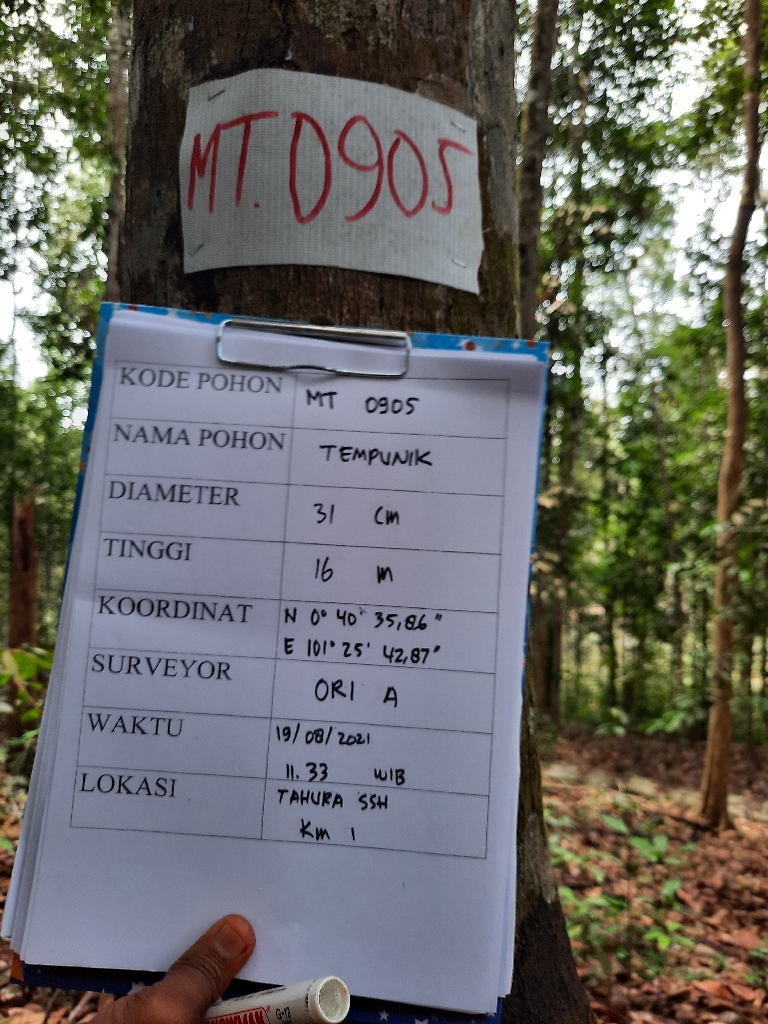 MT. 0905
KODE POHON MT 0905
NAMA POHON TEMPUNIK
DIAMETER 31 cm
TINGGI 16 m
KOORDINAT N 0° 40' 35,86"
E 101° 25' 42,87"
SURVEYOR ORI A
WAKTU 19/08/2021
11.33 WIB
LOKASI TAHURA SSH
Km 1
G-12